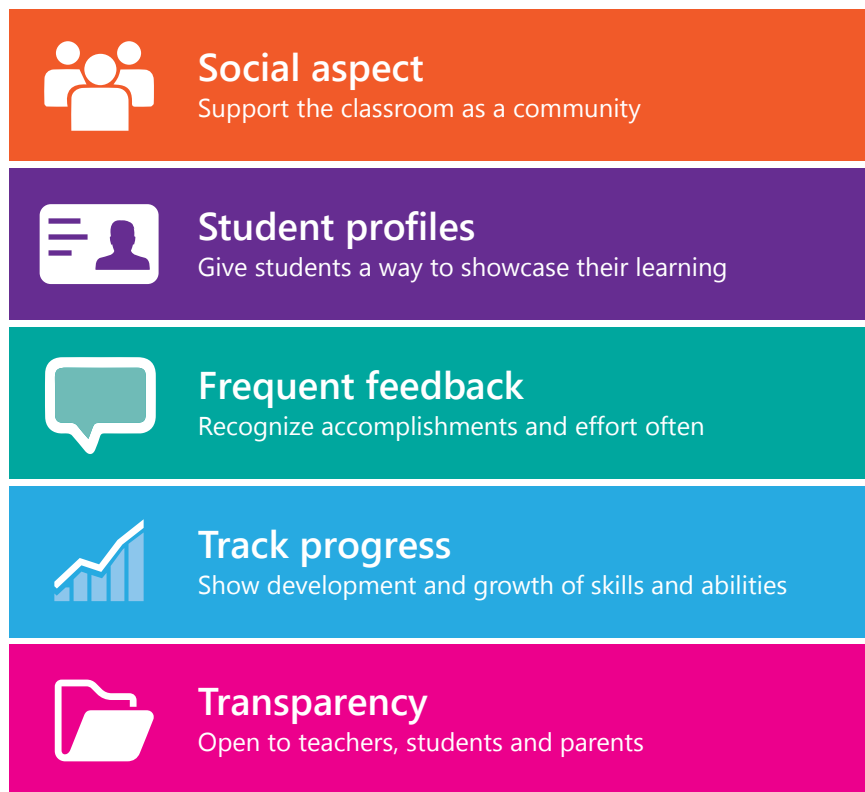 Social aspect
Support the classroom as a community
Student profiles
Give students a way to showcase their learning
Frequent feedback
Recognize accomplishments and effort often
Track progress
Show development and growth of skills and abilities
Transparency
Open to teachers, students and parents